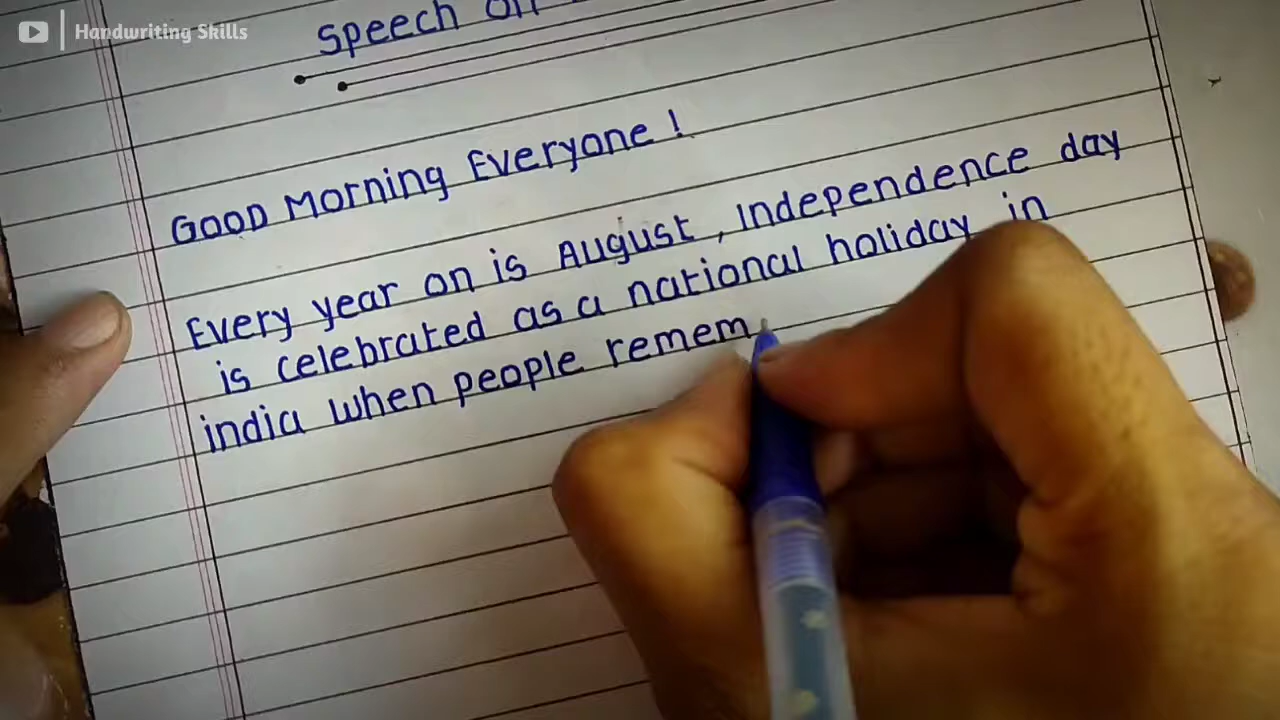 Handwriting Skills
Speech on
Good Morning Everyone !
Every year on is August , Independence day
is celebrated as a national holiday in
india when people remem